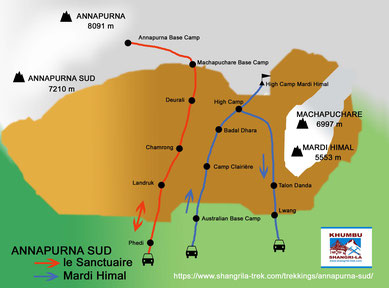 ANNAPURNA
8091 m
Annapurna Base Camp
Machapuchare Base Camp
ANNAPURNA SUD
7210 m
High Camp Mardi Himal
Deurali
High Camp
MACHAPUCHARE
6997 m
Badal Dhara
Chamrong
MARDI HIMAL
5553 m
Camp Clairière
Landruk
Talon Danda
Lwang
Australian Base Camp
Phedi
ANNAPURNA SUD
le Sanctuaire
Mardi Himal
KHUMBU
SHANGRI-LA
https://www.shangrila-trek.com/trekkings/annapurna-sud/